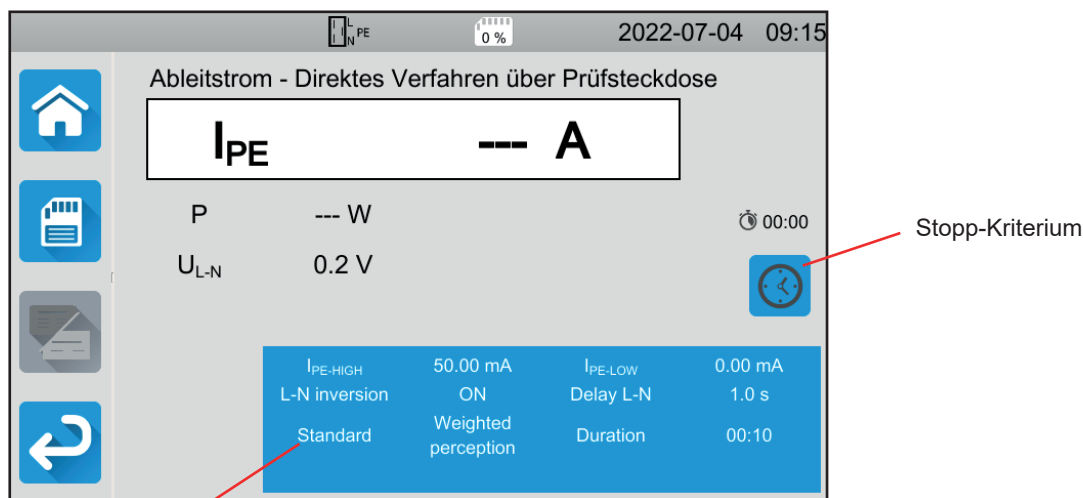 L
N PE
0 %
2022-07-04 09:15
Ableitstrom - Direktes Verfahren über Prüfsteckdose
IPE --- A
P --- W
00:00
Stopp-Kriterium
UL-N 0.2 V
IPE-HIGH 50.00 mA IPE-LOW 0.00 mA
L-N inversion ON Delay L-N 1.0 s
Standard Weighted perception Duration 00:10